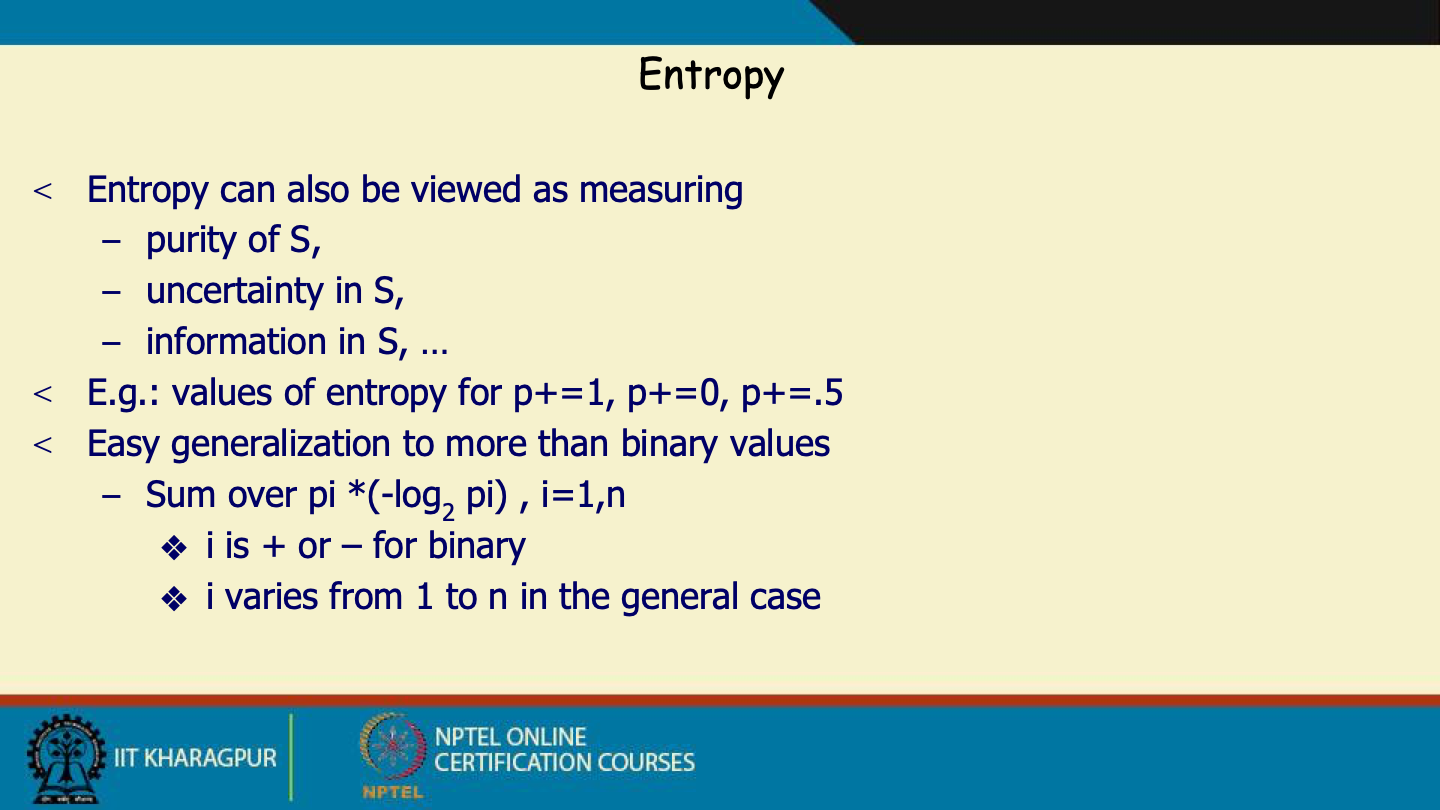 Entropy
< Entropy can also be viewed as measuring
– purity of S,
– uncertainty in S,
– information in S, …
< E.g.: values of entropy for p+=1, p+=0, p+=.5
< Easy generalization to more than binary values
– Sum over pi *(-log₂ pi) , i=1,n
❖ i is + or – for binary
❖ i varies from 1 to n in the general case
IIT KHARAGPUR
NPTEL
NPTEL ONLINE
CERTIFICATION COURSES